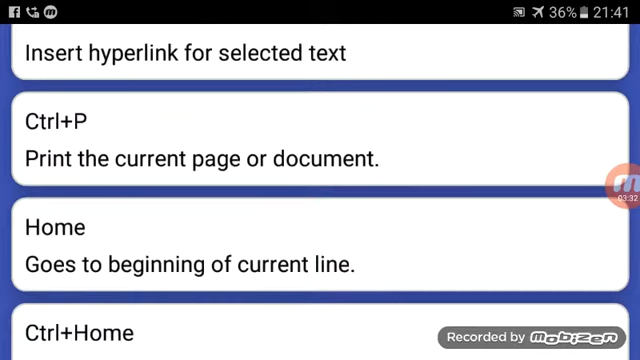 36% 21:41
Insert hyperlink for selected text
Ctrl+P
Print the current page or document.
Home
Goes to beginning of current line.
03:32
Ctrl+Home
Recorded by mobizen